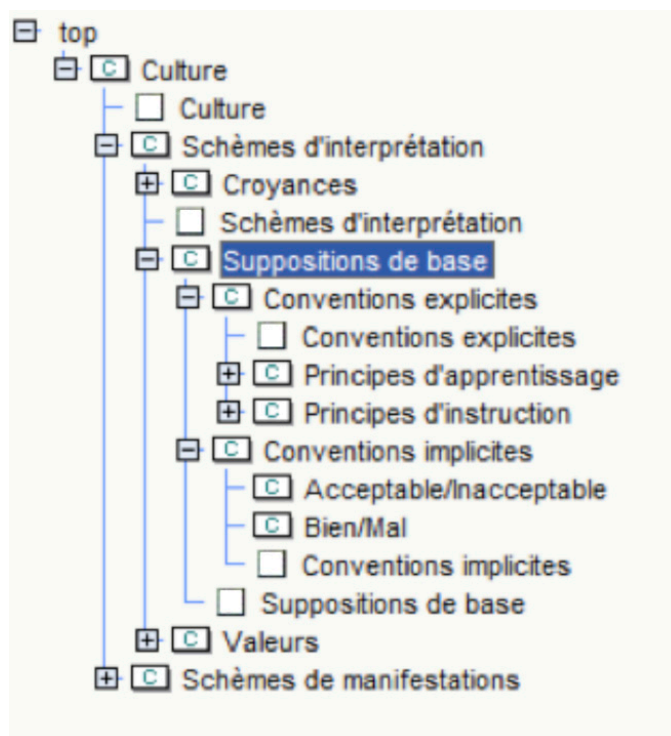 top
C Culture
Culture
C Schèmes d'interprétation
C Croyances
Schèmes d'interprétation
C Suppositions de base
C Conventions explicites
Conventions explicites
C Principes d'apprentissage
C Principes d'instruction
C Conventions implicites
C Acceptable/Inacceptable
C Bien/Mal
Conventions implicites
Suppositions de base
C Valeurs
C Schèmes de manifestations